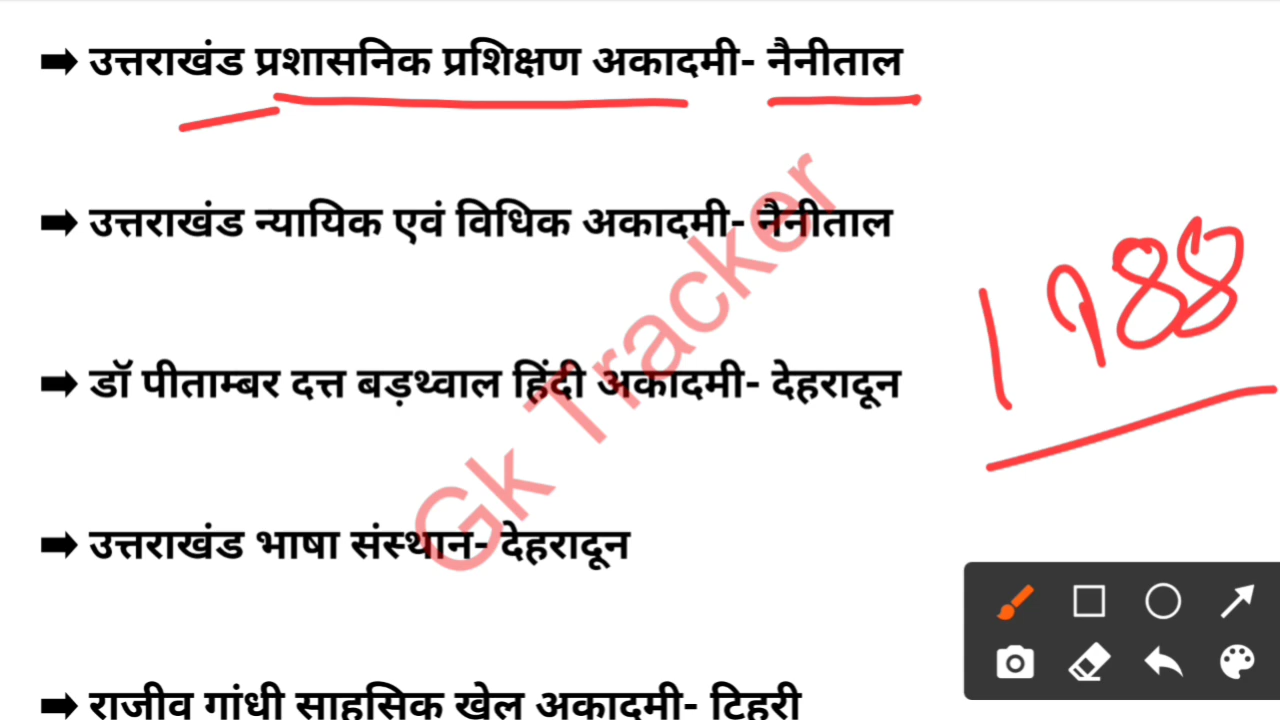 ➡ उत्तराखंड प्रशासनिक प्रशिक्षण अकादमी- नैनीताल
➡ उत्तराखंड न्यायिक एवं विधिक अकादमी- नैनीताल
1988
➡ डॉ पीताम्बर दत्त बड़थ्वाल हिंदी अकादमी- देहरादून
➡ उत्तराखंड भाषा संस्थान- देहरादून
➡ राजीव गांधी साहसिक खेल अकादमी- टिहरी
Gk Tracker